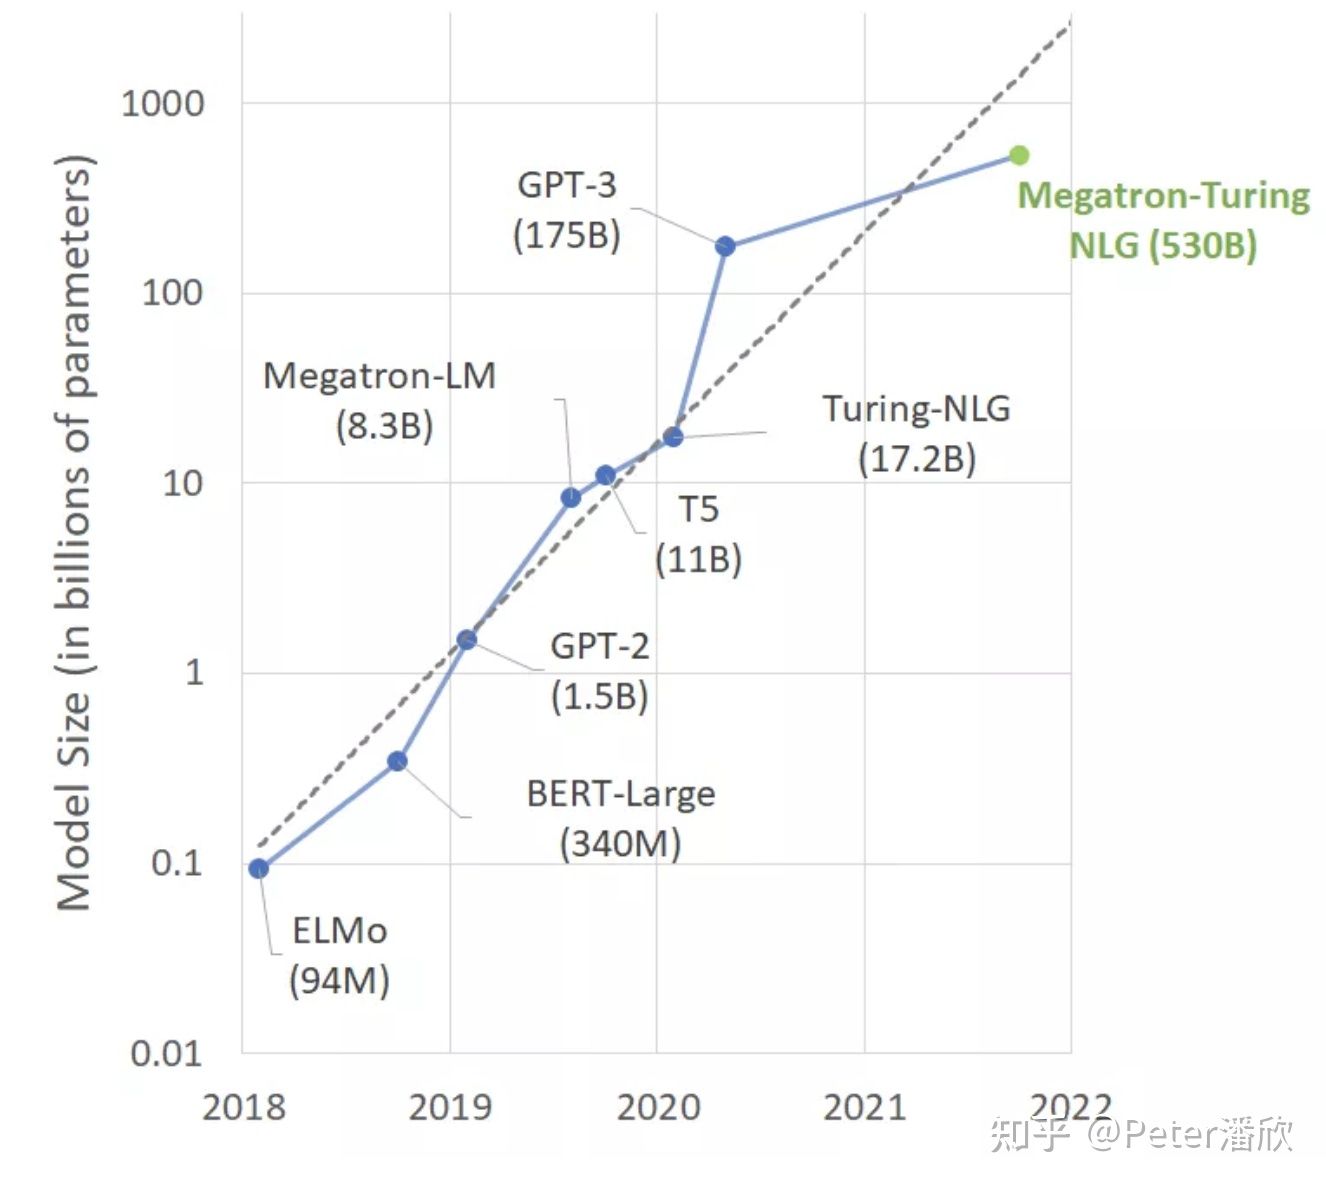 Model Size (in billions of parameters)
1000
100
10
1
0.1
0.01
GPT-3
(175B)
Megatron-Turing
NLG (530B)
Megatron-LM
(8.3B)
Turing-NLG
(17.2B)
T5
(11B)
GPT-2
(1.5B)
BERT-Large
(340M)
ELMo
(94M)
2018 2019 2020 2021 2022
知乎 @Peter潘欣